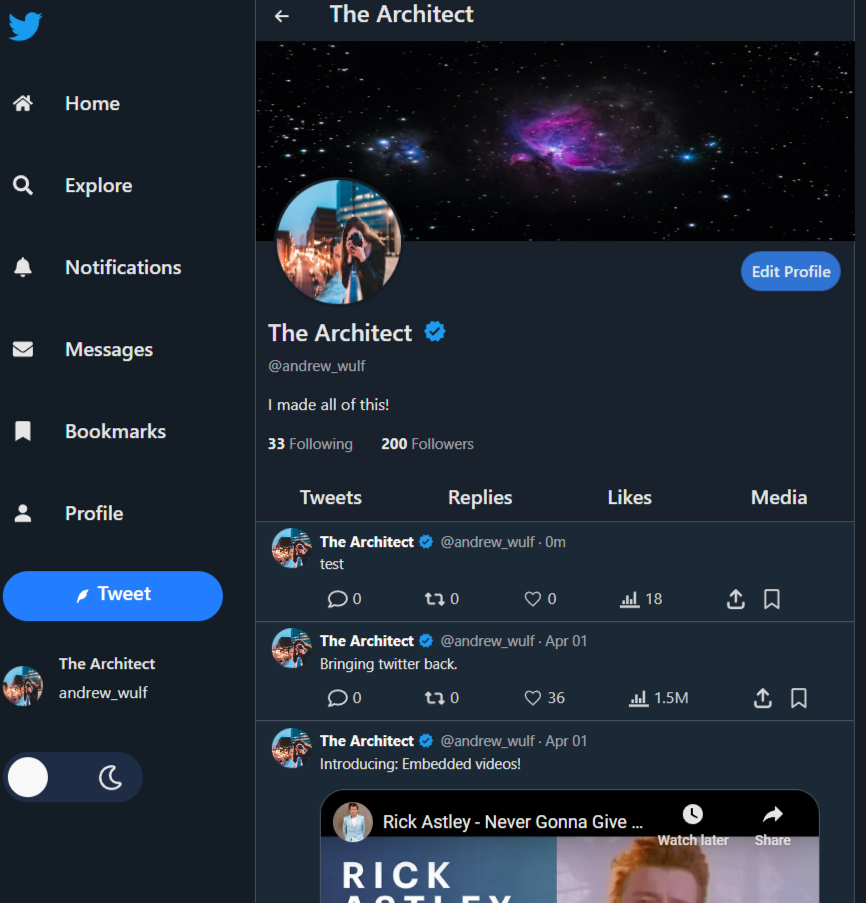 The Architect
Home
Explore
Notifications
Messages
Bookmarks
Profile
Tweet
The Architect
andrew_wulf
Edit Profile
The Architect
@andrew_wulf
I made all of this!
33 Following 200 Followers
Tweets Replies Likes Media
The Architect @andrew_wulf · 0m
test
0 0 0 18
The Architect @andrew_wulf · Apr 01
Bringing twitter back.
0 0 36 1.5M
The Architect @andrew_wulf · Apr 01
Introducing: Embedded videos!
Rick Astley - Never Gonna Give ...
Watch later Share
RICK
ASTLEY